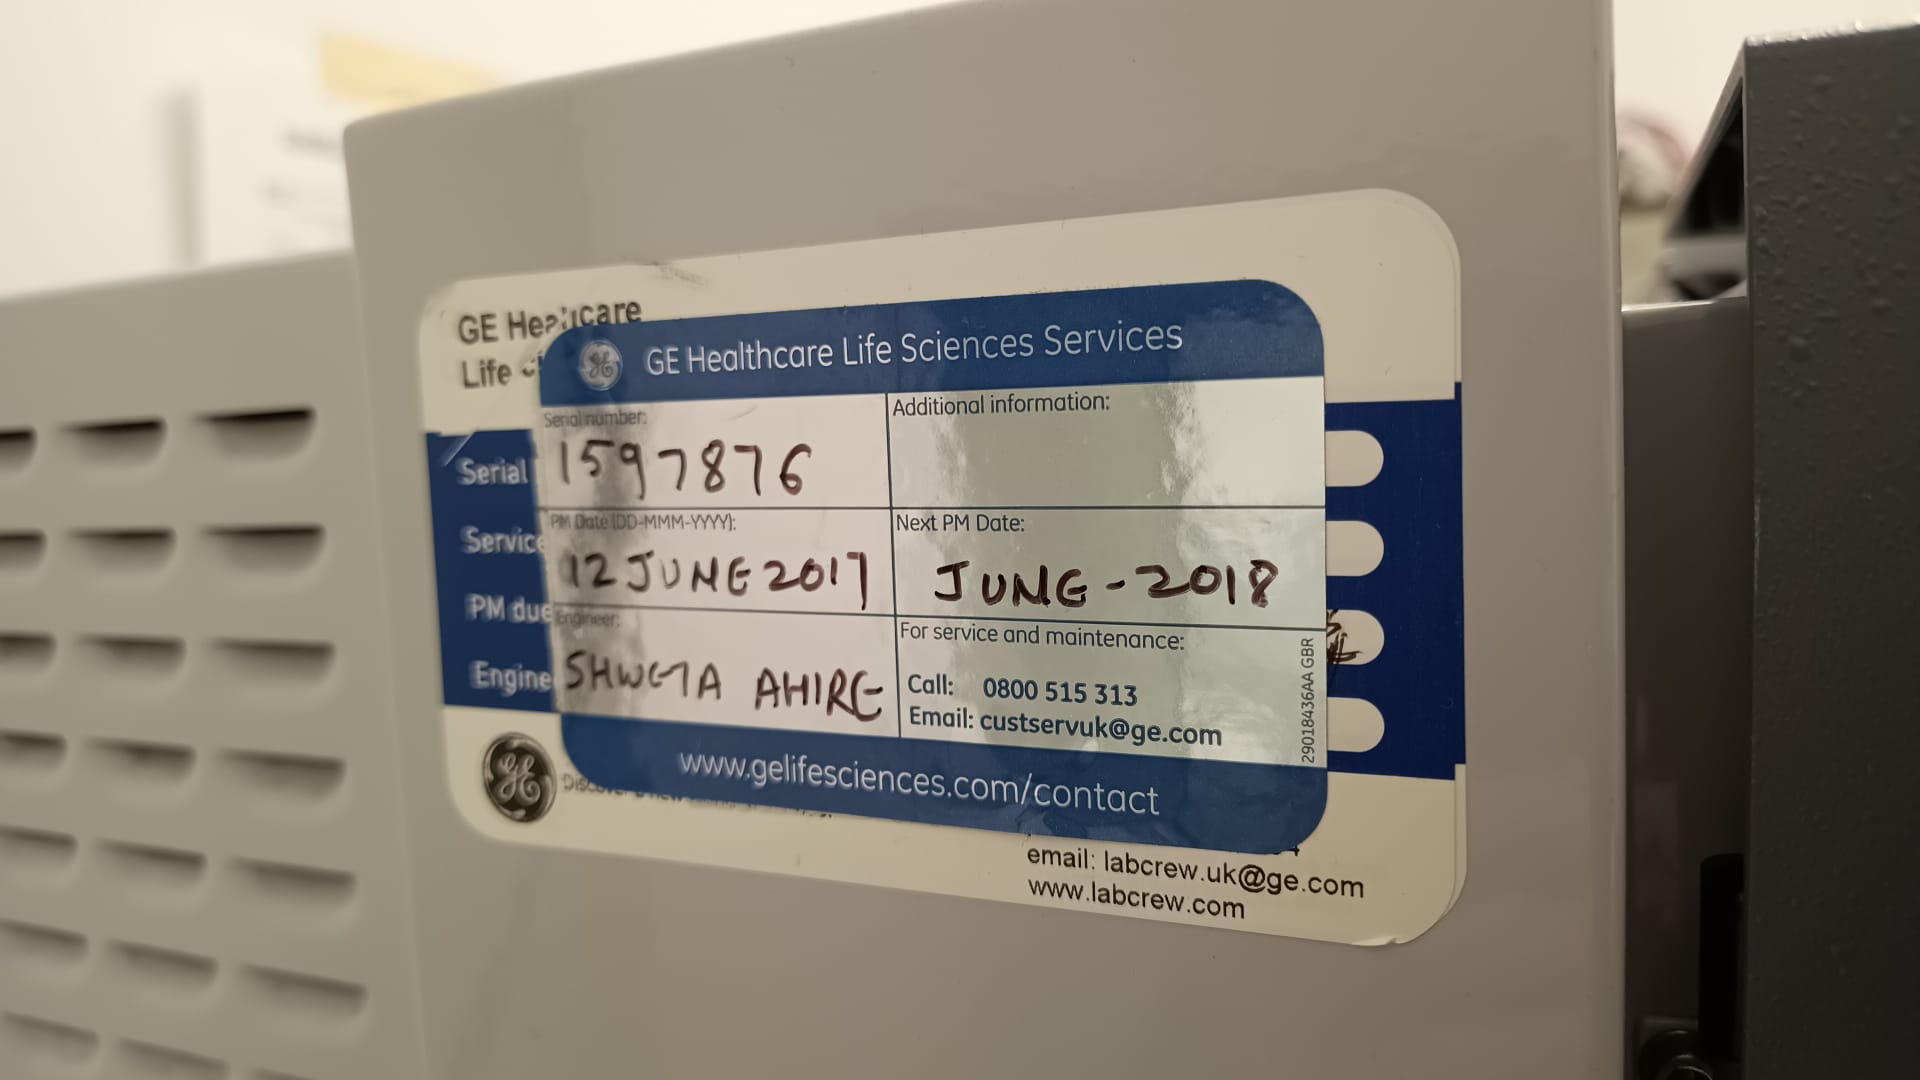 GE Healthcare
Life
GE Healthcare Life Sciences Services
Serial number:
1597876
Additional information:
Serial
PM Date (DD-MMM-YYYY):
12 JUNE 2017
Next PM Date:
JUNE-2018
Service
PM due
Engineer:
SHWETA AHIRE
For service and maintenance:
Call: 0800 515 313
Email: custservuk@ge.com
29018436AA GBR
Engine
www.gelifesciences.com/contact
GE
email: labcrew.uk@ge.com
www.labcrew.com